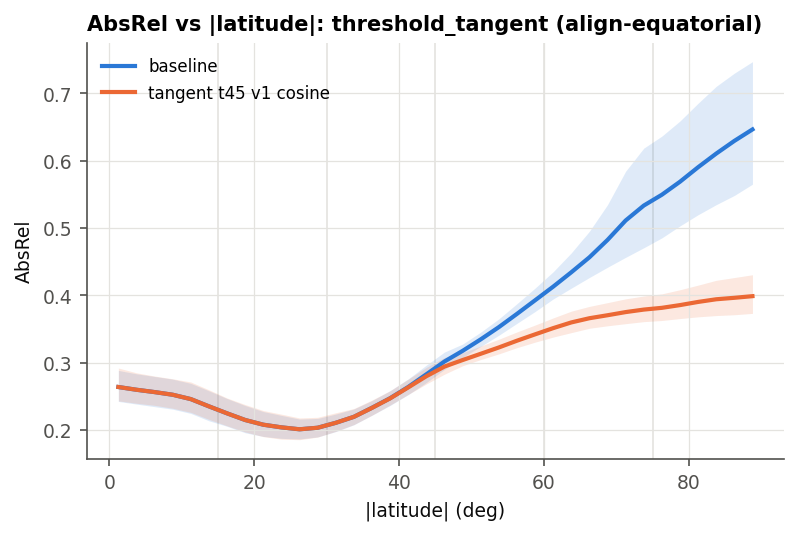 AbsRel vs |latitude|: threshold_tangent (align-equatorial)
baseline
tangent t45 v1 cosine
AbsRel
0.7
0.6
0.5
0.4
0.3
0.2
0 20 40 60 80
|latitude| (deg)